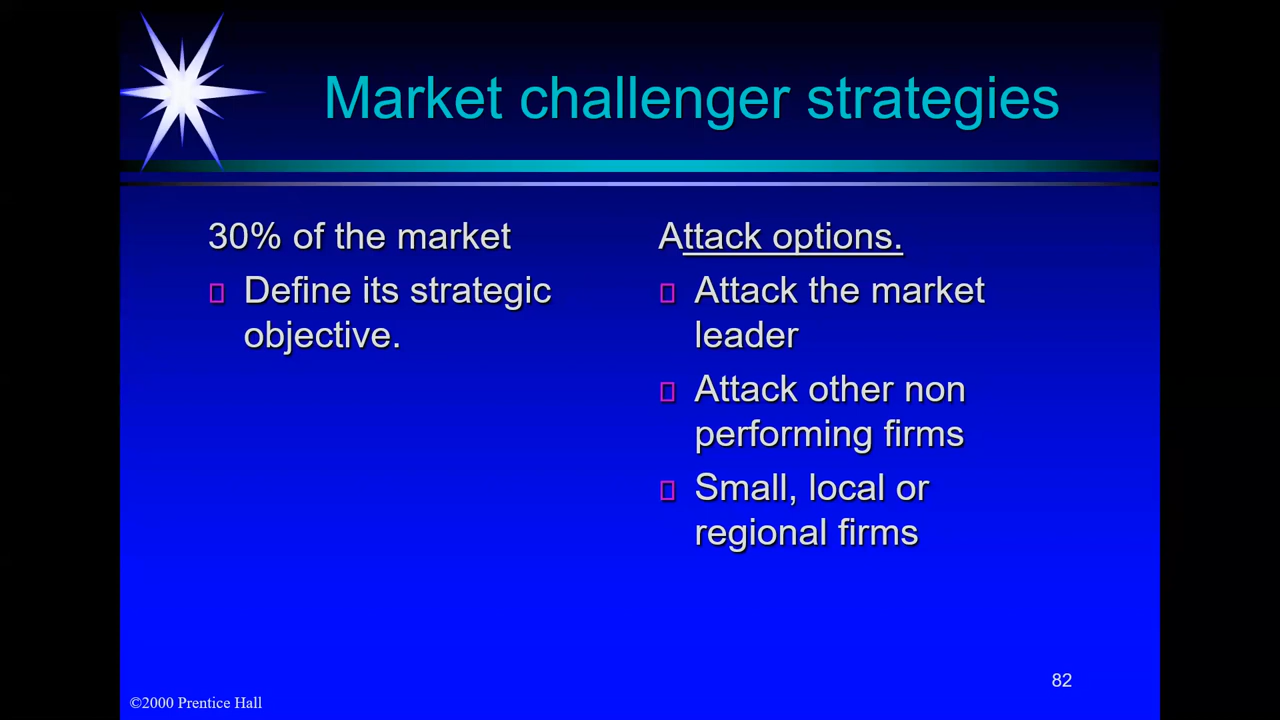 Market challenger strategies
30% of the market
Define its strategic
objective.
Attack options.
Attack the market
leader
Attack other non
performing firms
Small, local or
regional firms
82
©2000 Prentice Hall